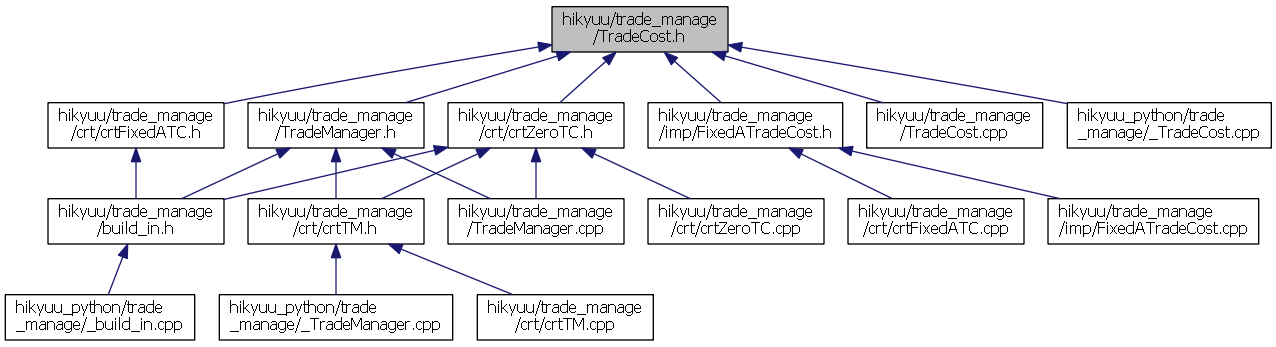 hikyuu/trade_manage
/TradeCost.h
hikyuu/trade_manage
/crt/crtFixedATC.h
hikyuu/trade_manage
/TradeManager.h
hikyuu/trade_manage
/crt/crtZeroTC.h
hikyuu/trade_manage
/imp/FixedATradeCost.h
hikyuu/trade_manage
/TradeCost.cpp
hikyuu_python/trade
_manage/_TradeCost.cpp
hikyuu/trade_manage
/build_in.h
hikyuu/trade_manage
/crt/crtTM.h
hikyuu/trade_manage
/TradeManager.cpp
hikyuu/trade_manage
/crt/crtZeroTC.cpp
hikyuu/trade_manage
/crt/crtFixedATC.cpp
hikyuu/trade_manage
/imp/FixedATradeCost.cpp
hikyuu_python/trade
_manage/_build_in.cpp
hikyuu_python/trade
_manage/_TradeManager.cpp
hikyuu/trade_manage
/crt/crtTM.cpp